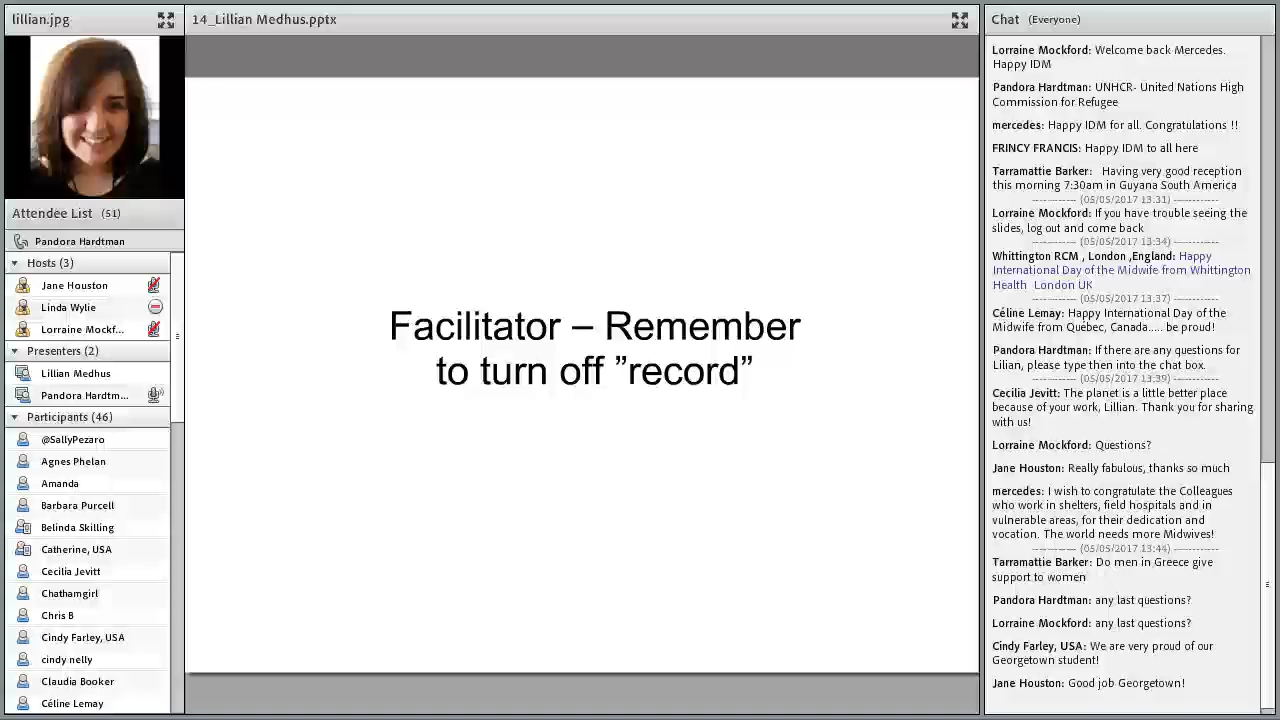 lillian.jpg
Attendee List (51)
Pandora Hardtman
Hosts (3)
Jane Houston
Linda Wylie
Lorraine Mockf...
Presenters (2)
Lillian Medhus
Pandora Hardtm...
Participants (46)
@SallyPezaro
Agnes Phelan
Amanda
Barbara Purcell
Belinda Skilling
Catherine, USA
Cecilia Jevitt
Chathamgirl
Chris B
Cindy Farley, USA
cindy nelly
Claudia Booker
Céline Lemay
14_Lillian Medhus.pptx
Facilitator – Remember
to turn off ”record”
Chat (Everyone)
Lorraine Mockford: Welcome back Mercedes.
Happy IDM
Pandora Hardtman: UNHCR- United Nations High
Commission for Refugee
mercedes: Happy IDM for all. Congratulations !!
FRINCY FRANCIS: Happy IDM to all here
Tarramattie Barker: Having very good reception
this morning 7:30am in Guyana South America
------------ (05/05/2017 13:31) ------------
Lorraine Mockford: If you have trouble seeing the
slides, log out and come back
------------ (05/05/2017 13:34) ------------
Whittington RCM , London ,England: Happy
International Day of the Midwife from Whittington
Health London UK
------------ (05/05/2017 13:37) ------------
Céline Lemay: Happy International Day of the
Midwife from Québec, Canada..... be proud!
Pandora Hardtman: If there are any questions for
Lilian, please type then into the chat box.
------------ (05/05/2017 13:39) ------------
Cecilia Jevitt: The planet is a little better place
because of your work, Lillian. Thank you for sharing
with us!
Lorraine Mockford: Questions?
Jane Houston: Really fabulous, thanks so much
mercedes: I wish to congratulate the Colleagues
who work in shelters, field hospitals and in
vulnerable areas, for their dedication and
vocation. The world needs more Midwives!
------------ (05/05/2017 13:44) ------------
Tarramattie Barker: Do men in Greece give
support to women
Pandora Hardtman: any last questions?
Lorraine Mockford: any last questions?
Cindy Farley, USA: We are very proud of our
Georgetown student!
Jane Houston: Good job Georgetown!